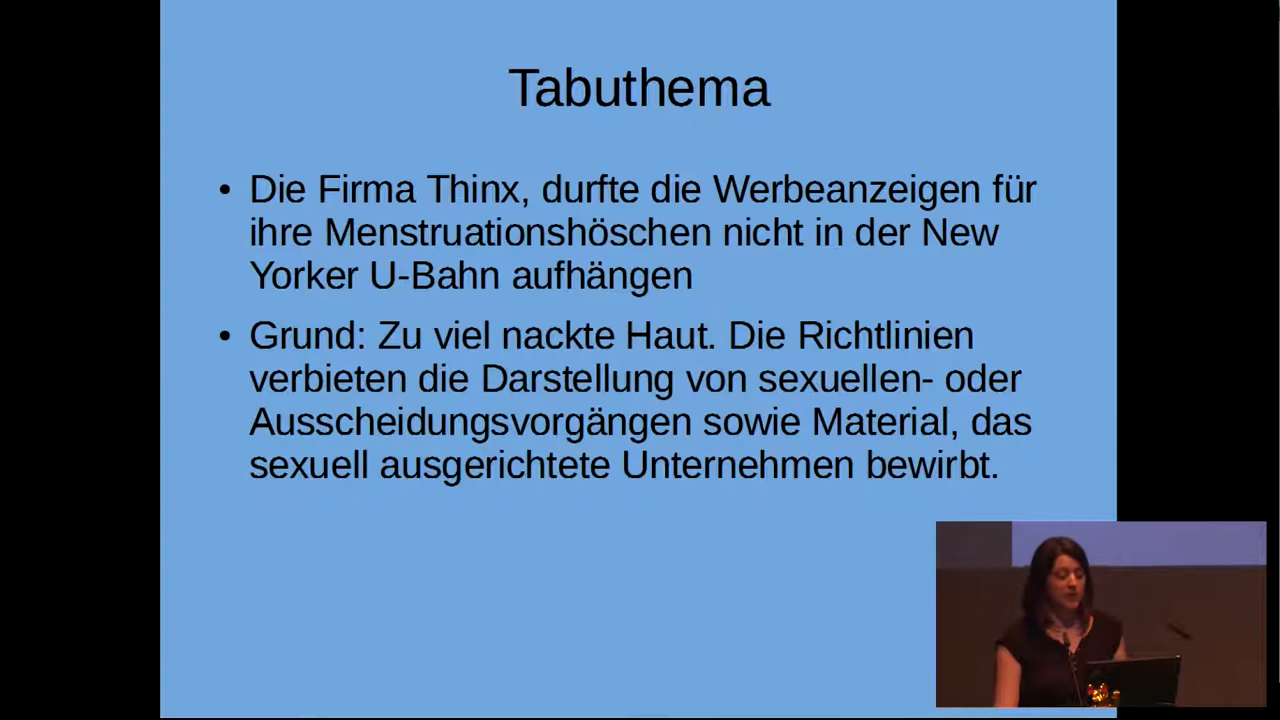 Tabuthema
• Die Firma Thinx, durfte die Werbeanzeigen für
ihre Menstruationshöschen nicht in der New
Yorker U-Bahn aufhängen
• Grund: Zu viel nackte Haut. Die Richtlinien
verbieten die Darstellung von sexuellen- oder
Ausscheidungsvorgängen sowie Material, das
sexuell ausgerichtete Unternehmen bewirbt.